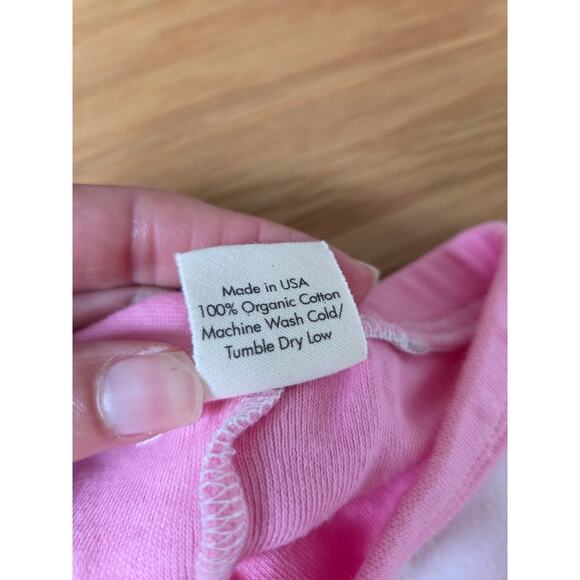 Made in USA
100% Organic Cotton
Machine Wash Cold/
Tumble Dry Low